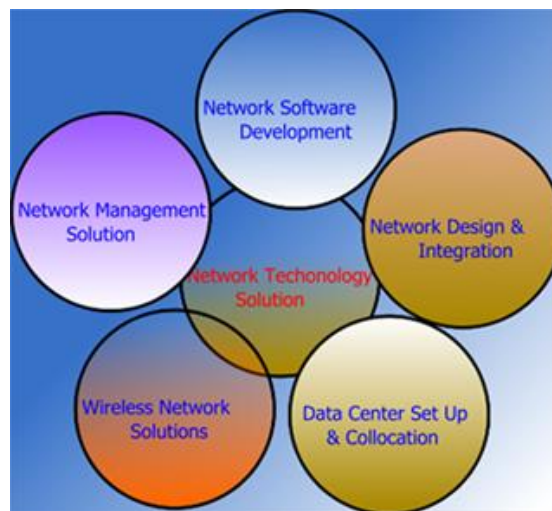 Network Software
Development
Network Management
Solution
Network Design &
Integration
Network Techonology
Solution
Wireless Network
Solutions
Data Center Set Up
& Collocation